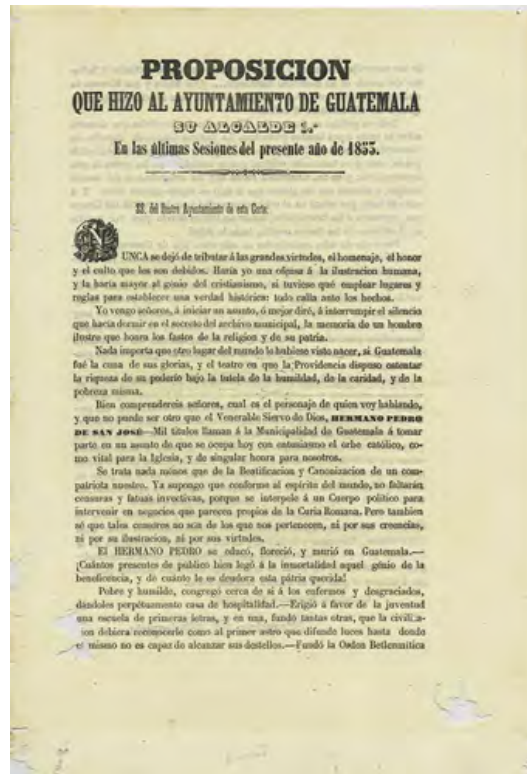 PROPOSICION
QUE HIZO AL AYUNTAMIENTO DE GUATEMALA
SU ALCALDE 1.º
En las últimas Sesiones del presente año de 1855.
SS. del Ilustre Ayuntamiento de esta Corte.
NUNCA se dejó de tributar á las grandes virtudes, el homenaje, el honor
y el culto que les son debidos. Haria yo una ofensa á la ilustracion humana,
y la haria mayor al génio del cristianismo, si tuviese qué emplear lugares y
reglas para establecer una verdad histórica: todo calla ante los hechos.
Yo vengo señores, á iniciar un asunto, ó mejor diré, á interrumpir el silencio
que hacia dormir en el secreto del archivo municipal, la memoria de un hombre
ilustre que honra los fastos de la religion y de su patria.
Nada importa que otro lugar del mundo le hubiese visto nacer, si Guatemala
fué la cuna de sus glorias, y el teatro en que la Providencia dispuso ostentar
la riqueza de su poderío bajo la tutela de la humildad, de la caridad, y de la
pobreza misma.
Bien comprendereis señores, cual es el personaje de quien voy hablando,
y que no puede ser otro que el Venerable Siervo de Dios, HERMANO PEDRO
DE SAN JOSÉ—Mil títulos llaman á la Municipalidad de Guatemala á tomar
parte en un asunto de que se ocupa hoy con entusiasmo el orbe católico, co-
mo vital para la Iglesia, y de singular honra para nosotros.
Se trata nada ménos que de la Beatificacion y Canonizacion de un com-
patriota nuestro. Ya supongo que conforme al espíritu del mundo, no faltarán
censuras y fatuas invectivas, porque se interpele á un Cuerpo político para
intervenir en negocios que parecen propios de la Curia Romana. Pero tambien
sé que tales censores no sea de los que nos pertenecen, ni por sus creencias,
ni por su ilustracion, ni por sus virtudes.
El HERMANO PEDRO se educó, floreció, y murió en Guatemala.—
¡Cuántos presentes de público bien legó á la inmortalidad aquel génio de la
beneficencia, y de cuánto le es deudora esta pátria querida!
Pobre y humilde, congregó cerca de sí á los enfermos y desgraciados,
dándoles perpétuamente casa de hospitalidad.—Erigió á favor de la juventud
una escuela de primeras letras, y en una, fundó tantas otras, que la civiliza-
ion debiera reconocerle como al primer astro que difunde luces hasta donde
el mismo no es capaz de alcanzar sus destellos.—Fundó la Orden Betlemítica